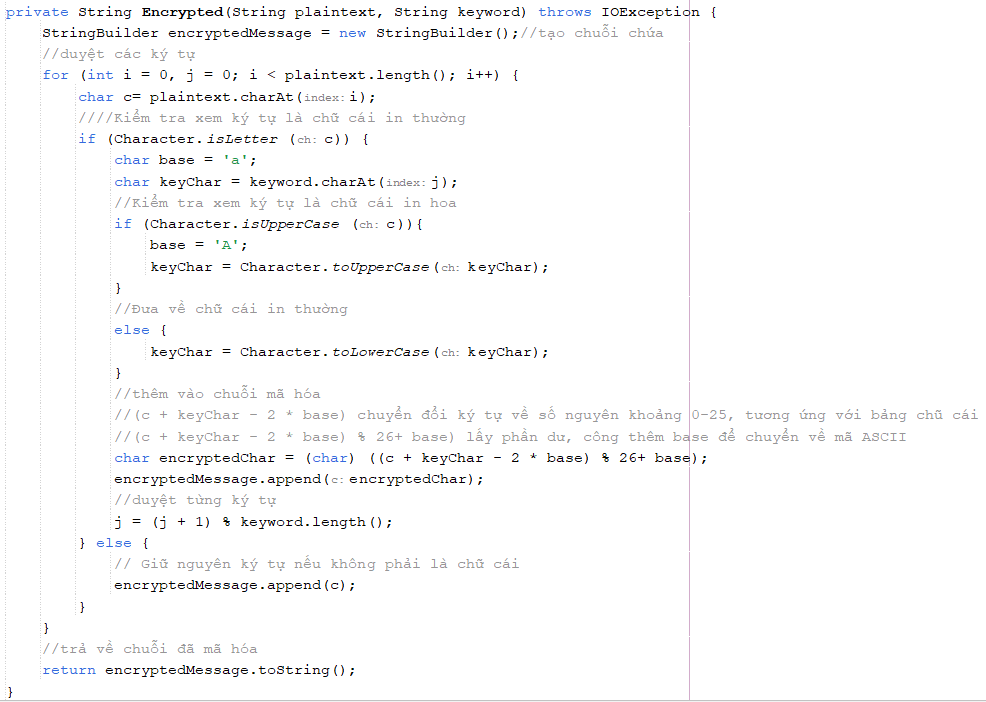 private String Encrypted(String plaintext, String keyword) throws IOException {
    StringBuilder encryptedMessage = new StringBuilder();//tạo chuỗi chứa
    //duyệt các ký tự
    for (int i = 0, j = 0; i < plaintext.length(); i++) {
        char c= plaintext.charAt(index: i);
        ////Kiểm tra xem ký tự là chữ cái in thường
        if (Character.isLetter (ch: c)) {
            char base = 'a';
            char keyChar = keyword.charAt(index: j);
            //Kiểm tra xem ký tự là chữ cái in hoa
            if (Character.isUpperCase (ch: c)){
                base = 'A';
                keyChar = Character.toUpperCase(ch: keyChar);
            }
            //Đưa về chữ cái in thường
            else {
                keyChar = Character.toLowerCase(ch: keyChar);
            }
            //thêm vào chuỗi mã hóa
            //(c + keyChar - 2 * base) chuyển đổi ký tự về số nguyên khoảng 0-25, tương ứng với bảng chữ cái
            //(c + keyChar - 2 * base) % 26+ base) lấy phần dư, công thêm base để chuyển về mã ASCII
            char encryptedChar = (char) ((c + keyChar - 2 * base) % 26+ base);
            encryptedMessage.append(c: encryptedChar);
            //duyệt từng ký tự
            j = (j + 1) % keyword.length();
        } else {
            // Giữ nguyên ký tự nếu không phải là chữ cái
            encryptedMessage.append(c);
        }
    }
    //trả về chuỗi đã mã hóa
    return encryptedMessage.toString();
}